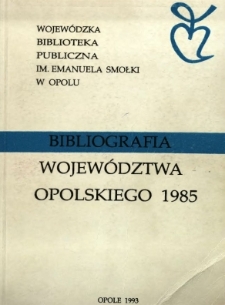 WOJEWÓDZKA
BIBLIOTEKA
PUBLICZNA
IM. EMANUELA SMOŁKI
W OPOLU
BIBLIOGRAFIA
WOJEWÓDZTWA
OPOLSKIEGO 1985
OPOLE 1993